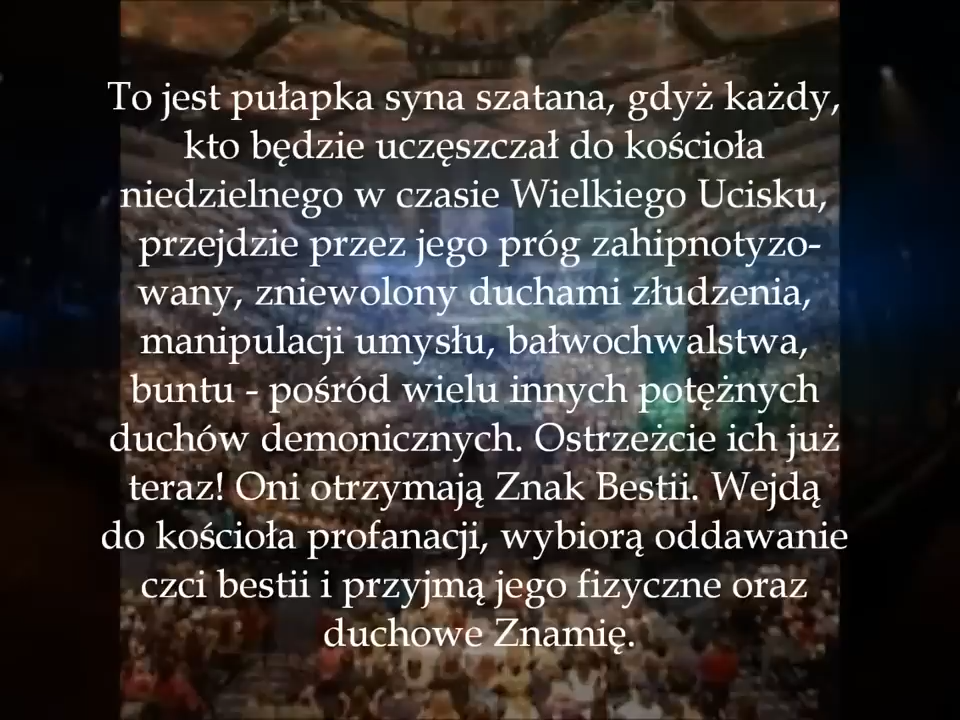 To jest pułapka syna szatana, gdyż każdy,
kto będzie uczęszczał do kościoła
niedzielnego w czasie Wielkiego Ucisku,
przejdzie przez jego próg zahipnotyzo-
wany, zniewolony duchami złudzenia,
manipulacji umysłu, bałwochwalstwa,
buntu - pośród wielu innych potężnych
duchów demonicznych. Ostrzeżcie ich już
teraz! Oni otrzymają Znak Bestii. Wejdą
do kościoła profanacji, wybiorą oddawanie
czci bestii i przyjmą jego fizyczne oraz
duchowe Znamię.